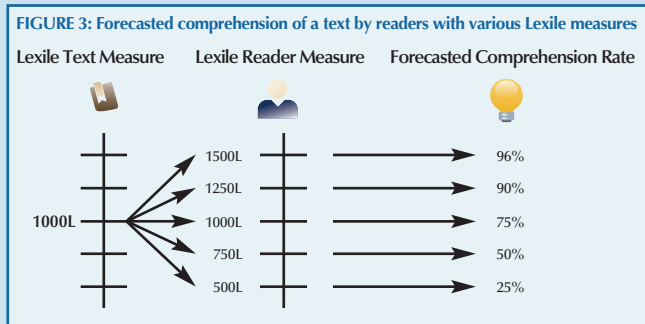 FIGURE 3: Forecasted comprehension of a text by readers with various Lexile measures
Lexile Text Measure Lexile Reader Measure Forecasted Comprehension Rate
1500L 96%
1250L 90%
1000L 1000L 75%
750L 50%
500L 25%